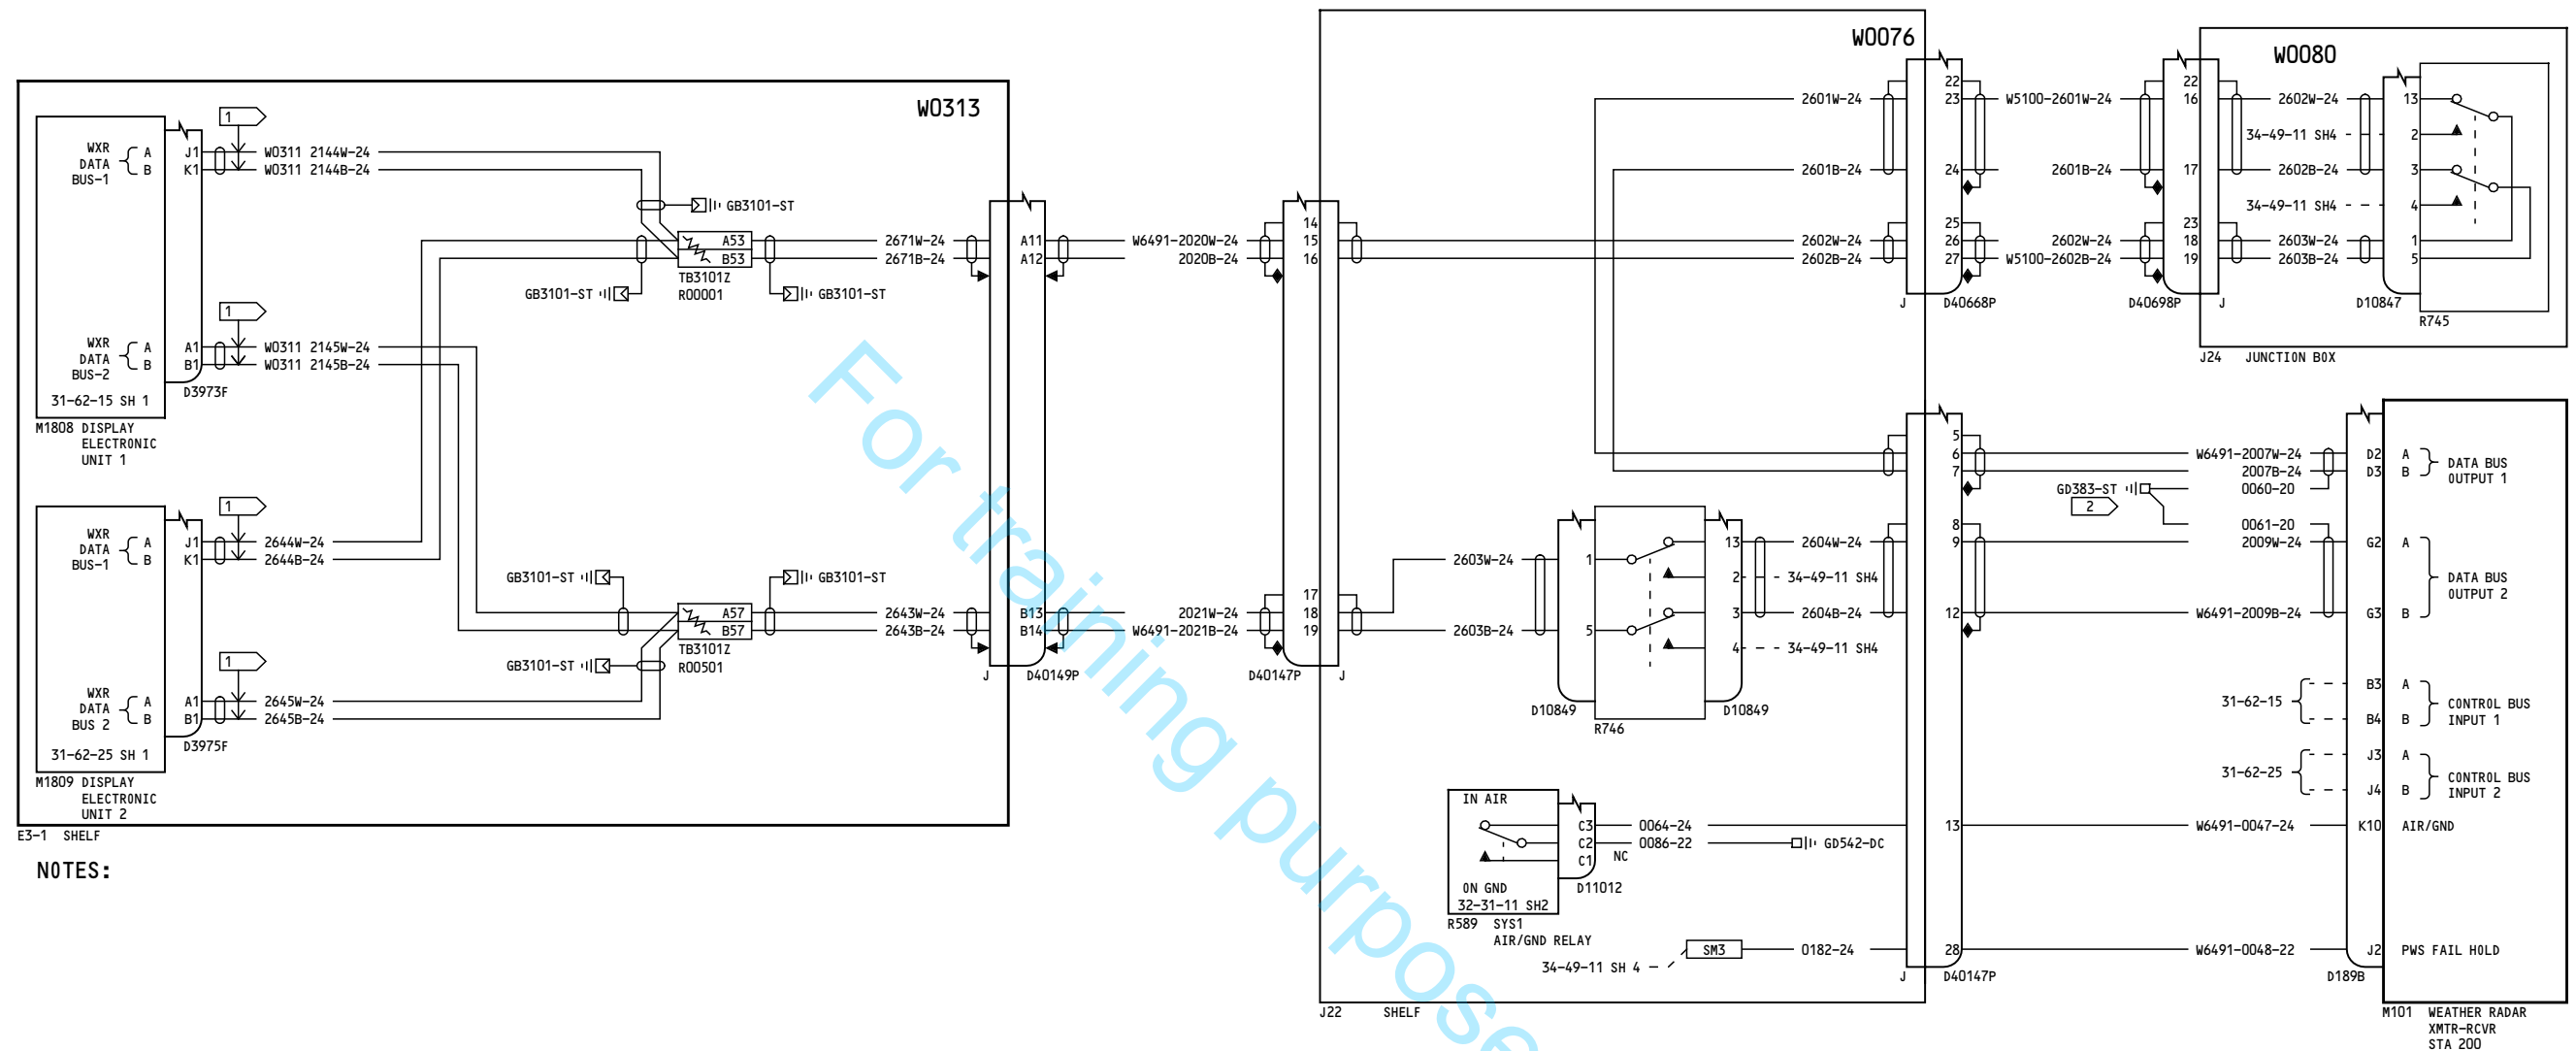 W0313
WXR
DATA
BUS-1
A
B
J1
K1
1
W0311 2144W-24
W0311 2144B-24
GB3101-ST
A53
B53
TB3101Z
R00001
GB3101-ST
GB3101-ST
2671W-24
2671B-24
1
WXR
DATA
BUS-2
A
B
A1
B1
W0311 2145W-24
W0311 2145B-24
31-62-15 SH 1
D3973F
M1808 DISPLAY
ELECTRONIC
UNIT 1
WXR
DATA
BUS-1
A
B
J1
K1
1
2644W-24
2644B-24
GB3101-ST
GB3101-ST
A57
B57
TB3101Z
R00501
GB3101-ST
2643W-24
2643B-24
1
WXR
DATA
BUS 2
A
B
A1
B1
2645W-24
2645B-24
31-62-25 SH 1
D3975F
M1809 DISPLAY
ELECTRONIC
UNIT 2
E3-1 SHELF
NOTES:
A11
A12
B13
B14
J
D40149P
W6491-2020W-24
2020B-24
2021W-24
W6491-2021B-24
14
15
16
17
18
19
D40147P
J
W0076
2601W-24
2601B-24
2602W-24
2602B-24
22
23
24
25
26
27
J
D40668P
W5100-2601W-24
2601B-24
2602W-24
W5100-2602B-24
22
16
17
23
18
19
D40698P
J
W0080
2602W-24
34-49-11 SH4
2602B-24
34-49-11 SH4
2603W-24
2603B-24
13
2
3
4
1
5
D10847
R745
J24 JUNCTION BOX
2603W-24
2603B-24
1
5
D10849
R746
13
2
3
4
D10849
2604W-24
34-49-11 SH4
2604B-24
34-49-11 SH4
IN AIR
ON GND
32-31-11 SH2
C3
C2
C1
D11012
0064-24
0086-22
NC
GD542-DC
R589 SYS1
AIR/GND RELAY
34-49-11 SH 4
SM3
0182-24
J22 SHELF
5
6
7
8
9
12
13
28
J
D40147P
W6491-2007W-24
2007B-24
GD383-ST
2
0060-20
0061-20
2009W-24
W6491-2009B-24
31-62-15
31-62-25
W6491-0047-24
W6491-0048-22
D2
D3
G2
G3
B3
B4
J3
J4
K10
J2
D189B
A
B
DATA BUS
OUTPUT 1
A
B
DATA BUS
OUTPUT 2
A
B
CONTROL BUS
INPUT 1
A
B
CONTROL BUS
INPUT 2
AIR/GND
PWS FAIL HOLD
M101 WEATHER RADAR
XMTR-RCVR
STA 200
For training purpose